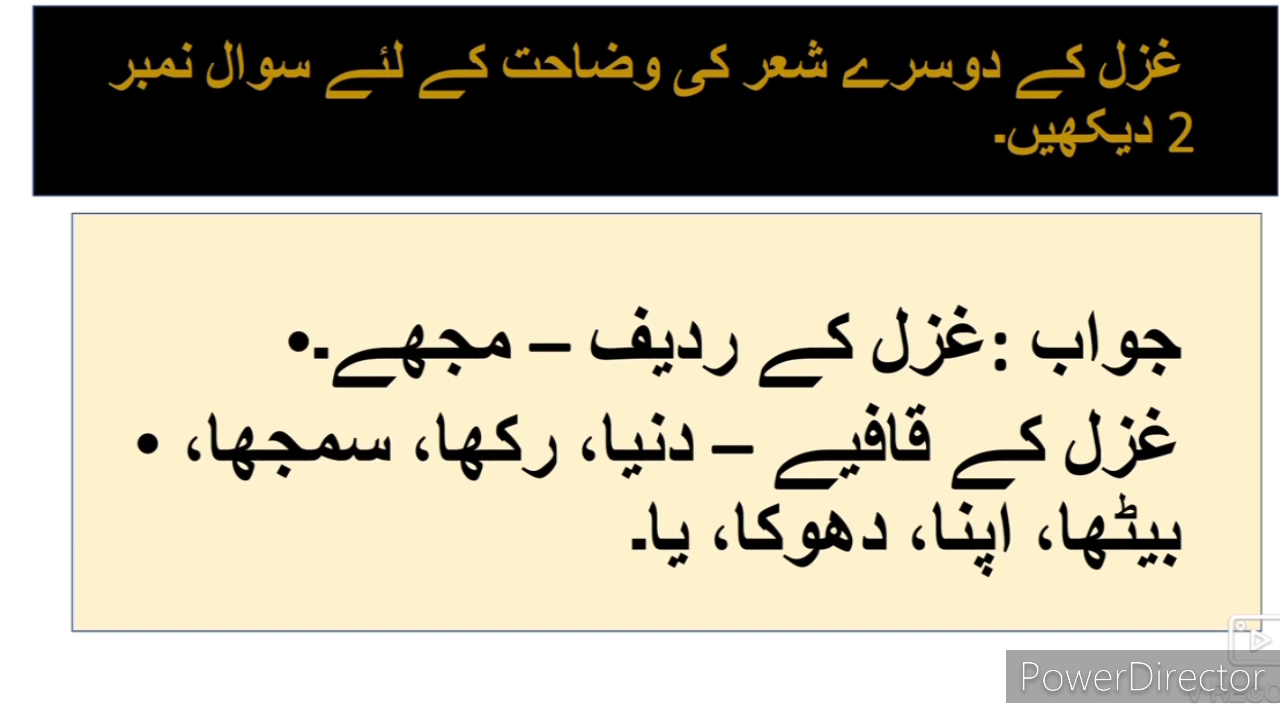 غزل کے دوسرے شعر کی وضاحت کے لئے سوال نمبر
2 دیکھیں۔
جواب :غزل کے ردیف – مجھے۔•
غزل کے قافیے – دنیا، رکھا، سمجھا، •
بیٹھا، اپنا، دھوکا، یا۔
PowerDirector